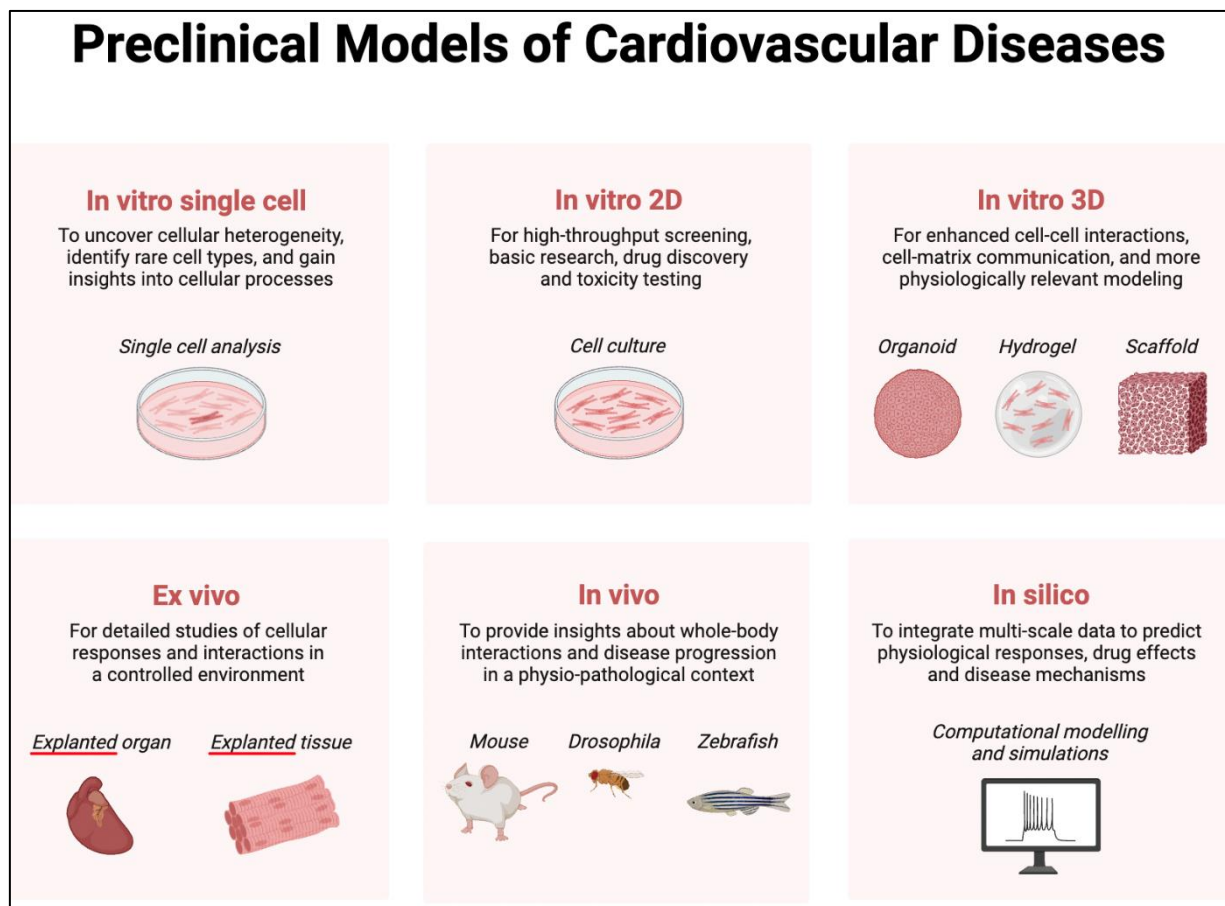 Preclinical Models of Cardiovascular Diseases
In vitro single cell
To uncover cellular heterogeneity,
identify rare cell types, and gain
insights into cellular processes
Single cell analysis
In vitro 2D
For high-throughput screening,
basic research, drug discovery
and toxicity testing
Cell culture
In vitro 3D
For enhanced cell-cell interactions,
cell-matrix communication, and more
physiologically relevant modeling
Organoid
Hydrogel
Scaffold
Ex vivo
For detailed studies of cellular
responses and interactions in
a controlled environment
Explanted organ
Explanted tissue
In vivo
To provide insights about whole-body
interactions and disease progression
in a physio-pathological context
Mouse
Drosophila
Zebrafish
In silico
To integrate multi-scale data to predict
physiological responses, drug effects
and disease mechanisms
Computational modelling
and simulations